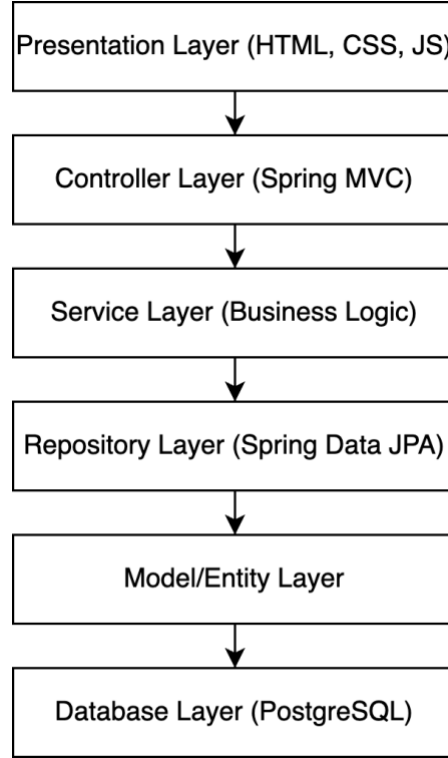 Presentation Layer (HTML, CSS, JS)
Controller Layer (Spring MVC)
Service Layer (Business Logic)
Repository Layer (Spring Data JPA)
Model/Entity Layer
Database Layer (PostgreSQL)